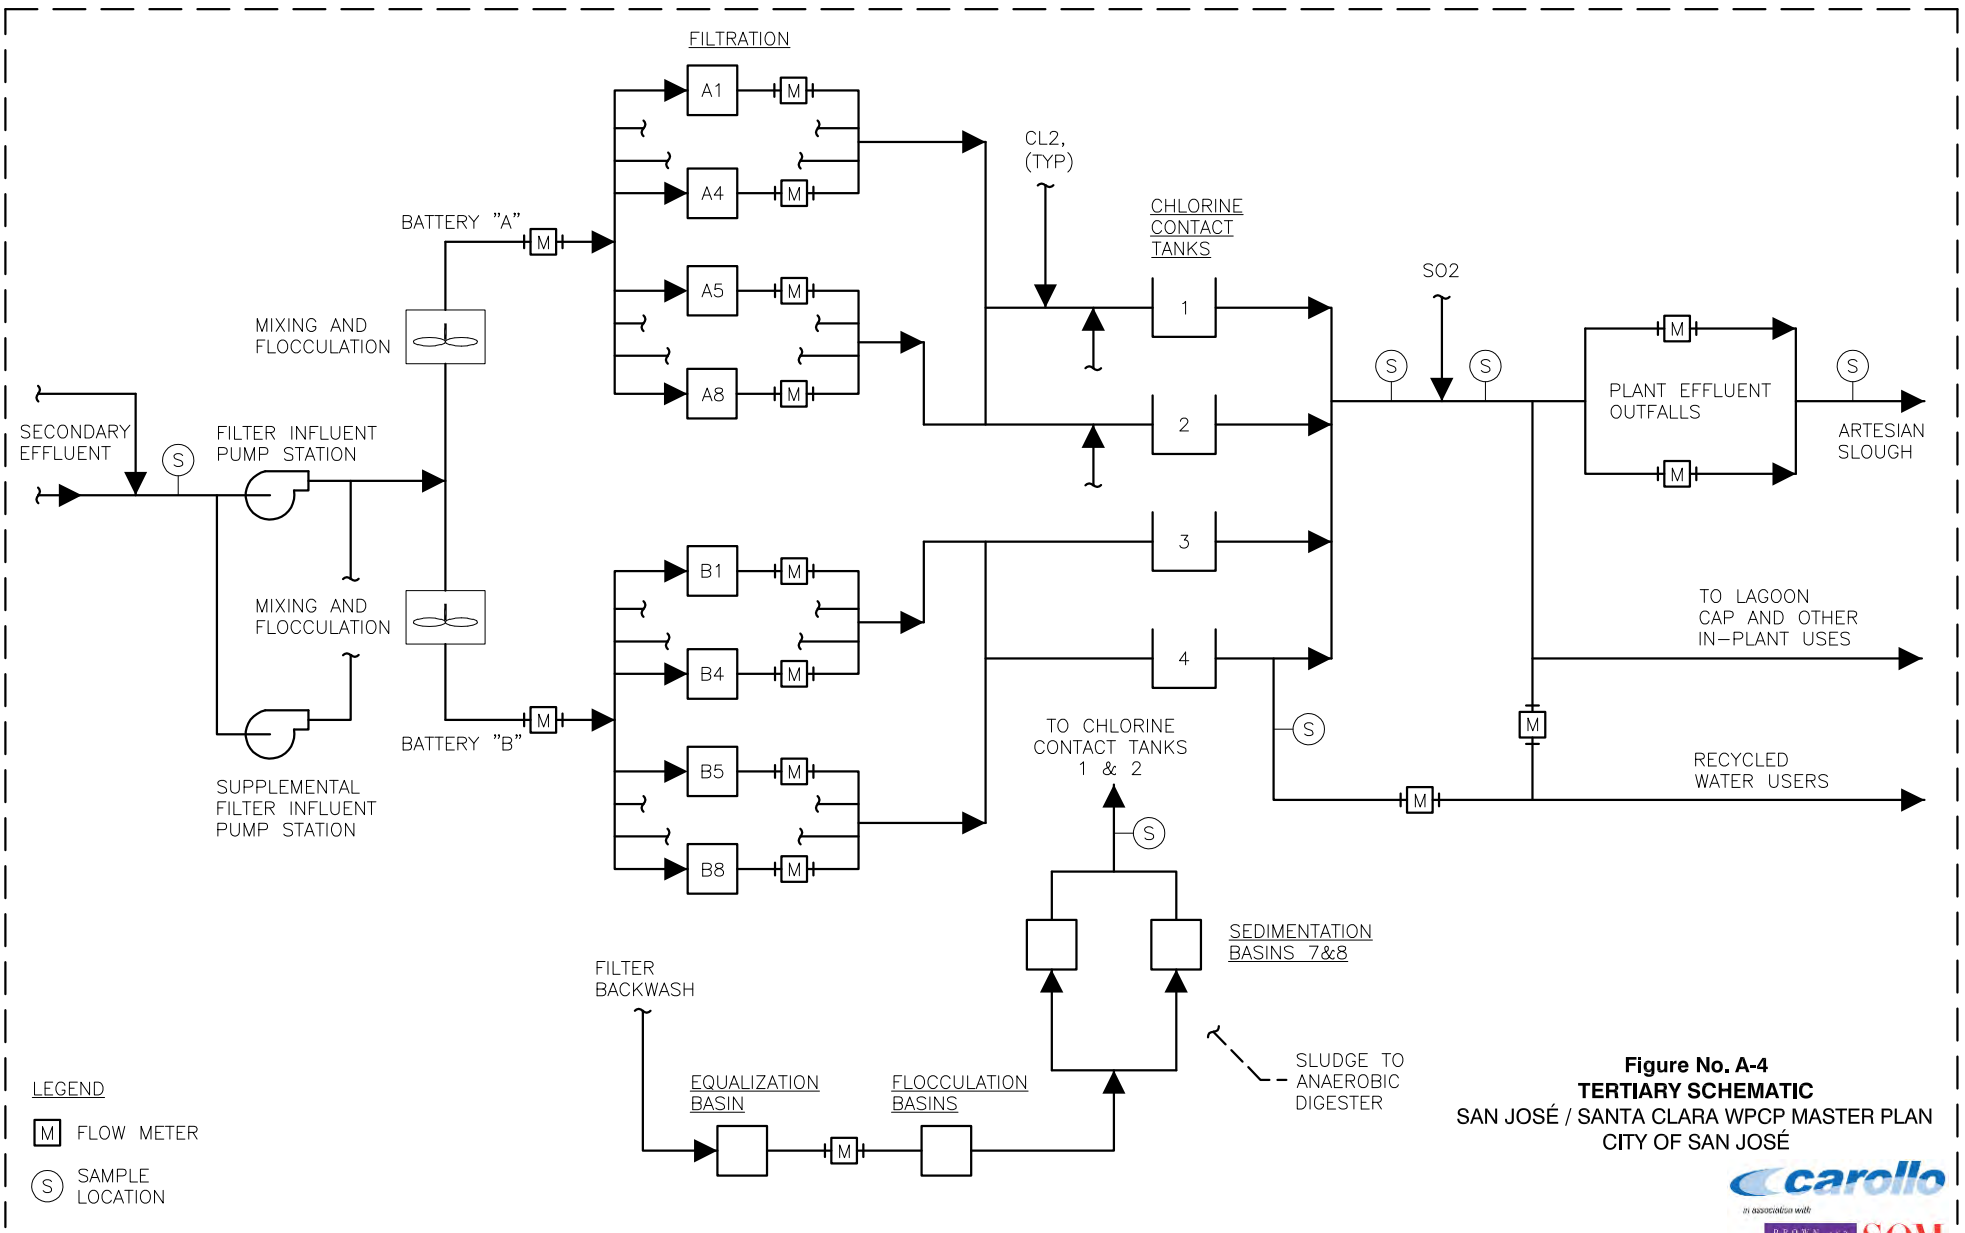 FILTRATION
A1
M
A4
M
A5
M
A8
M
BATTERY "A"
M
MIXING AND
FLOCCULATION
SECONDARY
EFFLUENT
S
FILTER INFLUENT
PUMP STATION
MIXING AND
FLOCCULATION
BATTERY "B"
M
SUPPLEMENTAL
FILTER INFLUENT
PUMP STATION
B1
M
B4
M
B5
M
B8
M
CL2,
(TYP)
CHLORINE
CONTACT
TANKS
1
2
3
4
S
SO2
S
S
M
PLANT EFFLUENT
OUTFALLS
M
S
ARTESIAN
SLOUGH
TO LAGOON
CAP AND OTHER
IN-PLANT USES
M
RECYCLED
WATER USERS
M
TO CHLORINE
CONTACT TANKS
1 & 2
S
SEDIMENTATION
BASINS 7&8
FILTER
BACKWASH
EQUALIZATION
BASIN
M
FLOCCULATION
BASINS
SLUDGE TO
ANAEROBIC
DIGESTER
LEGEND
M FLOW METER
S SAMPLE
LOCATION
Figure No. A-4
TERTIARY SCHEMATIC
SAN JOSÉ / SANTA CLARA WPCP MASTER PLAN
CITY OF SAN JOSÉ
carollo
in association with